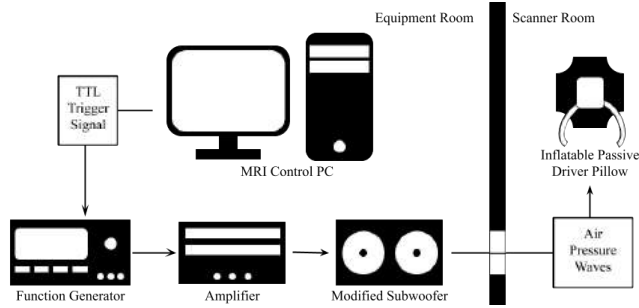 Equipment Room
Scanner Room
TTL
Trigger
Signal
MRI Control PC
Inflatable Passive
Driver Pillow
Air
Pressure
Waves
Function Generator
Amplifier
Modified Subwoofer